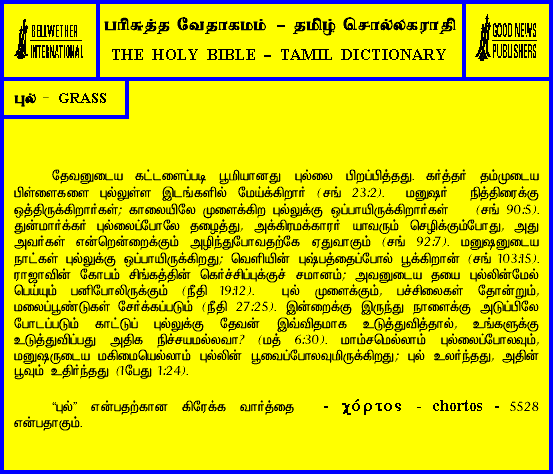 BELLWETHER
INTERNATIONAL
பரிசுத்த வேதாகமம் – தமிழ் சொல்லகராதி
THE HOLY BIBLE – TAMIL DICTIONARY
GOOD NEWS
PUBLISHERS
புல் – GRASS
தேவனுடைய கட்டளைப்படி பூமியானது புல்லை பிறப்பித்தது. கர்த்தர் தம்முடைய
பிள்ளைகளை புல்லுள்ள இடங்களில் மேய்க்கிறார் (சங் 23:2). மனுஷர் நித்திரைக்கு
ஒத்திருக்கிறார்கள்; காலையிலே முளைக்கிற புல்லுக்கு ஒப்பாயிருக்கிறார்கள் (சங் 90:5).
துன்மார்க்கர் புல்லைப்போலே தழைத்து, அக்கிரமக்காரர் யாவரும் செழிக்கும்போது, அது
அவர்கள் என்றென்றைக்கும் அழிந்துபோவதற்கே ஏதுவாகும் (சங் 92:7). மனுஷனுடைய
நாட்கள் புல்லுக்கு ஒப்பாயிருக்கிறது; வெளியின் புஷ்பத்தைப்போல் பூக்கிறான் (சங் 103:15).
ராஜாவின் கோபம் சிங்கத்தின் கெர்ச்சிப்புக்குச் சமானம்; அவனுடைய தயை புல்லின்மேல்
பெய்யும் பனிபோலிருக்கும் (நீதி 19:12). புல் முளைக்கும், பச்சிலைகள் தோன்றும்,
மலைப்பூண்டுகள் சேர்க்கப்படும் (நீதி 27:25). இன்றைக்கு இருந்து நாளைக்கு அடுப்பிலே
போடப்படும் காட்டுப் புல்லுக்கு தேவன் இவ்விதமாக உடுத்துவித்தால், உங்களுக்கு
உடுத்துவிப்பது அதிக நிச்சயமல்லவா? (மத் 6:30). மாம்சமெல்லாம் புல்லைப்போலவும்,
மனுஷருடைய மகிமையெல்லாம் புல்லின் பூவைப்போலவுமிருக்கிறது; புல் உலர்ந்தது, அதின்
பூவும் உதிர்ந்தது (1பேது 1:24).
“புல்” என்பதற்கான கிரேக்க வார்த்தை - χόρτος - chortos - 5528
என்பதாகும்.